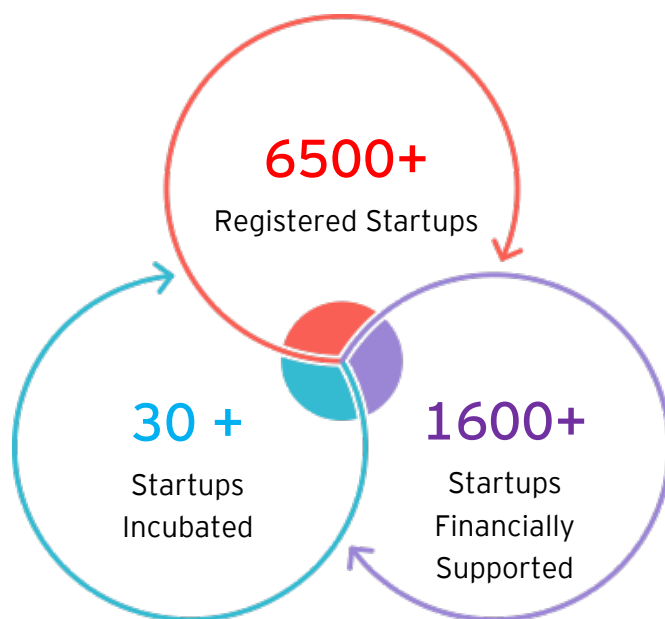 6500+
Registered Startups
30 +
Startups
Incubated
1600+
Startups
Financially
Supported